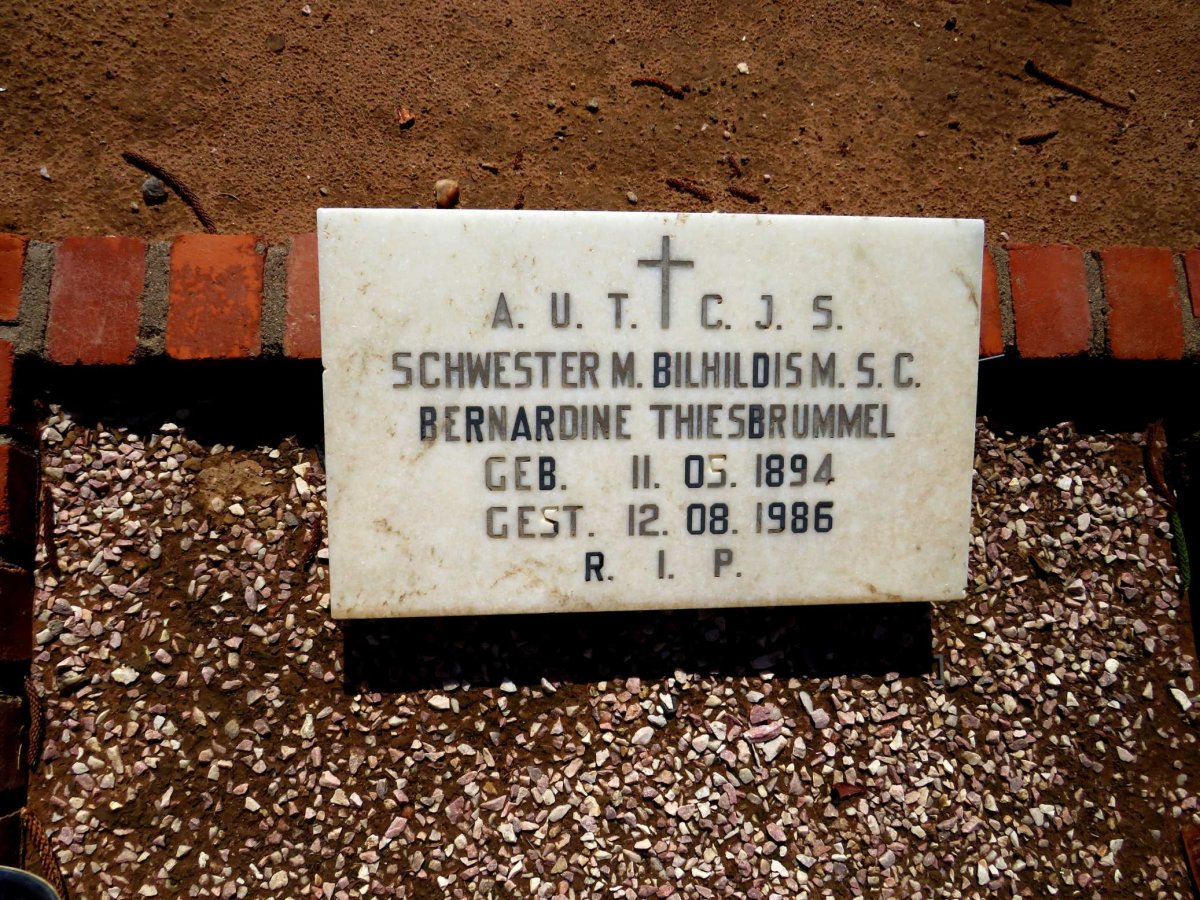 A. U. T. C. J. S.
SCHWESTER M. BILHILDIS M. S. C.
BERNARDINE THIESBRUMMEL
GEB. 11. 05. 1894
GEST. 12. 08. 1986
R. I. P.